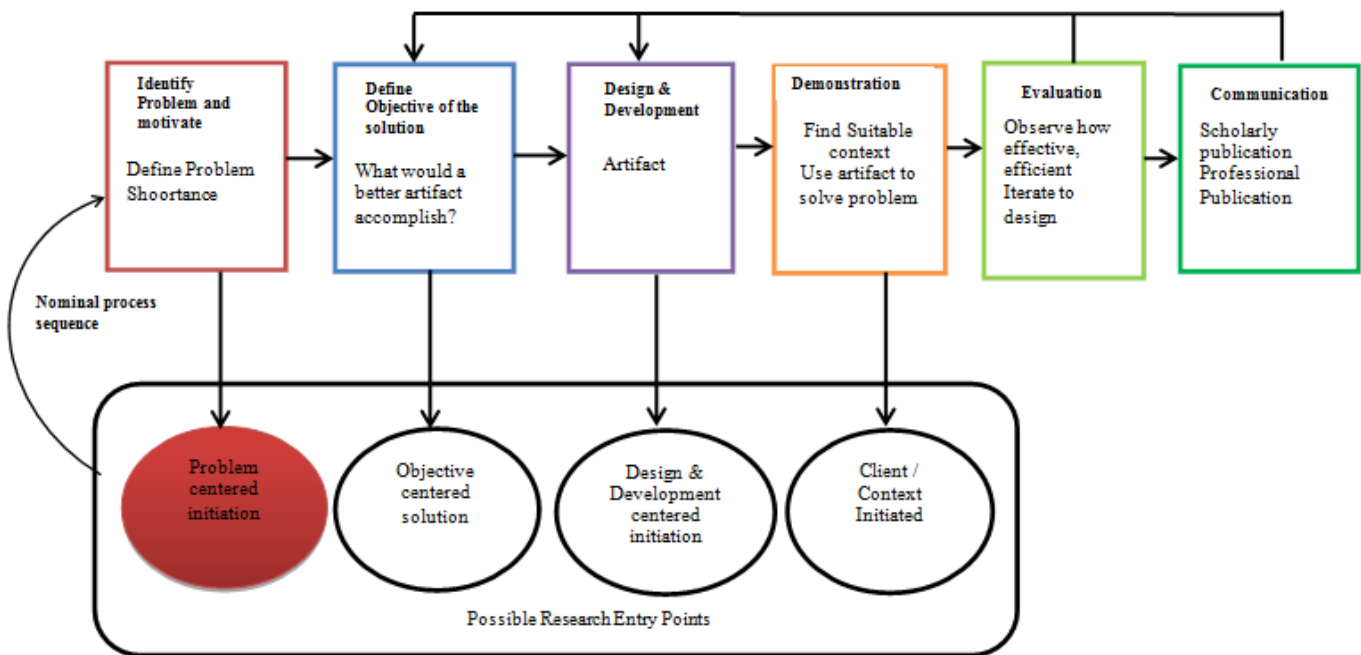 Identify
Problem and
motivate
Define Problem
Shoortance
Define
Objective of the
solution
What would a
better artifact
accomplish?
Design &
Development
Artifact
Demonstration
Find Suitable
context
Use artifact to
solve problem
Evaluation
Observe how
effective,
efficient
Iterate to
design
Communication
Scholarly
publication
Professional
Publication
Nominal process
sequence
Problem
centered
initiation
Objective
centered
solution
Design &
Development
centered
initiation
Client /
Context
Initiated
Possible Research Entry Points